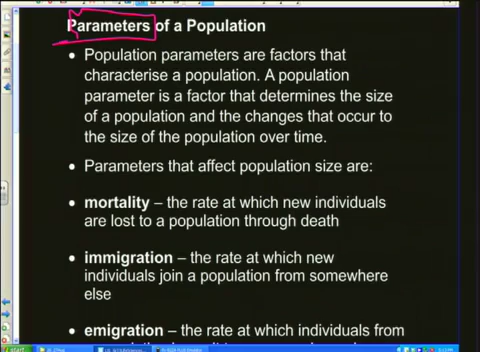 Parameters of a Population
• Population parameters are factors that
characterise a population. A population
parameter is a factor that determines the size
of a population and the changes that occur to
the size of the population over time.
• Parameters that affect population size are:
• mortality – the rate at which new individuals
are lost to a population through death
• immigration – the rate at which new
individuals join a population from somewhere
else
• emigration – the rate at which individuals from
start